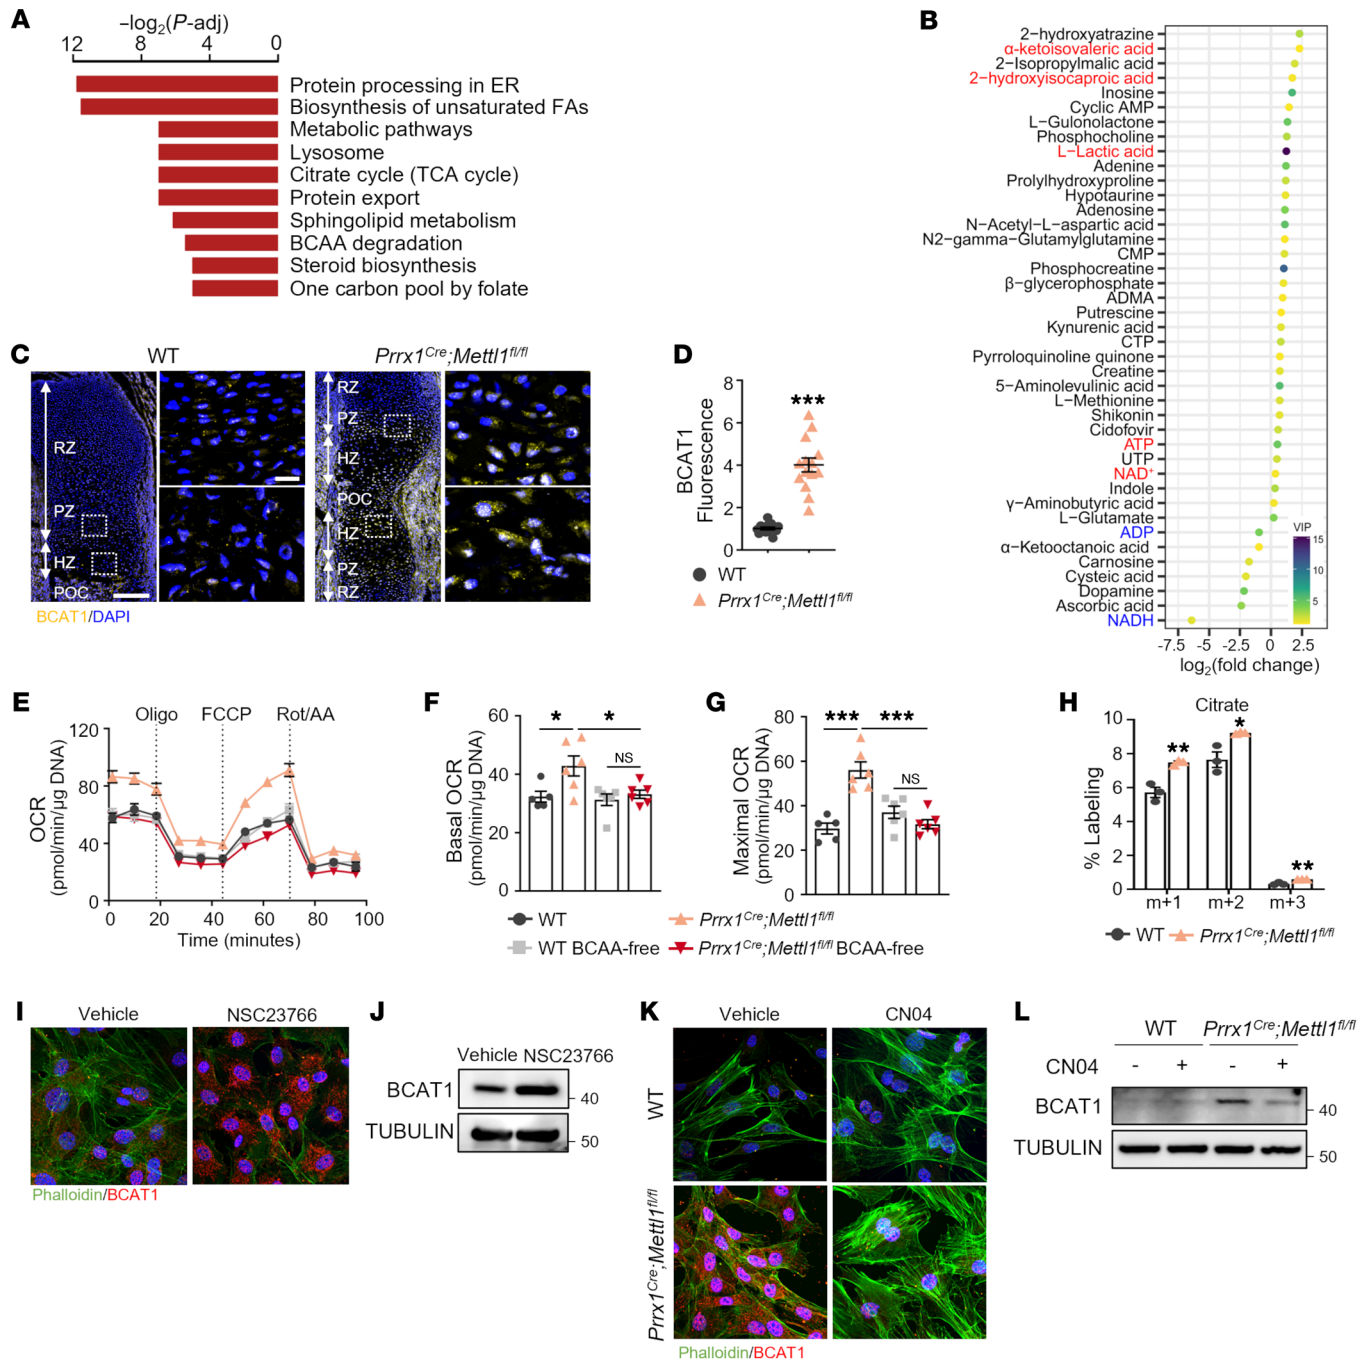 A
–log2(P-adj)
12 8 4 0
Protein processing in ER
Biosynthesis of unsaturated FAs
Metabolic pathways
Lysosome
Citrate cycle (TCA cycle)
Protein export
Sphingolipid metabolism
BCAA degradation
Steroid biosynthesis
One carbon pool by folate
B
2−hydroxyatrazine
α-ketoisovaleric acid
2−Isopropylmalic acid
2−hydroxyisocaproic acid
Inosine
Cyclic AMP
L−Gulonolactone
Phosphocholine
L−Lactic acid
Adenine
Prolylhydroxyproline
Hypotaurine
Adenosine
N−Acetyl−L−aspartic acid
N2−gamma−Glutamylglutamine
CMP
Phosphocreatine
β−glycerophosphate
ADMA
Putrescine
Kynurenic acid
CTP
Pyrroloquinoline quinone
Creatine
5−Aminolevulinic acid
L−Methionine
Shikonin
Cidofovir
ATP
UTP
NAD+
Indole
γ−Aminobutyric acid
L−Glutamate
ADP
α−Ketooctanoic acid
Carnosine
Cysteic acid
Dopamine
Ascorbic acid
NADH
VIP
15
10
5
-7.5 -5 -2.5 0 2.5
log2(fold change)
C
WT
Prrx1Cre;Mettl1fl/fl
RZ
PZ
HZ
POC
RZ
PZ
HZ
POC
HZ
PZ
RZ
BCAT1/DAPI
D
BCAT1
Fluorescence
8
6
4
2
0
***
WT
Prrx1Cre;Mettl1fl/fl
E
Oligo FCCP Rot/AA
OCR
(pmol/min/µg DNA)
120
80
40
0
0 20 40 60 80 100
Time (minutes)
F
Basal OCR
(pmol/min/µg DNA)
60
40
20
0
* *
NS
G
Maximal OCR
(pmol/min/µg DNA)
80
60
40
20
0
*** ***
NS
WT
Prrx1Cre;Mettl1fl/fl
WT BCAA-free
Prrx1Cre;Mettl1fl/fl BCAA-free
H
Citrate
% Labeling
10
8
6
4
2
0
** * **
m+1 m+2 m+3
WT Prrx1Cre;Mettl1fl/fl
I
Vehicle NSC23766
Phalloidin/BCAT1
J
Vehicle NSC23766
BCAT1
40
TUBULIN
50
K
Vehicle CN04
WT
Prrx1Cre;Mettl1fl/fl
Phalloidin/BCAT1
L
WT Prrx1Cre;Mettl1fl/fl
CN04 - + - +
BCAT1
40
TUBULIN
50